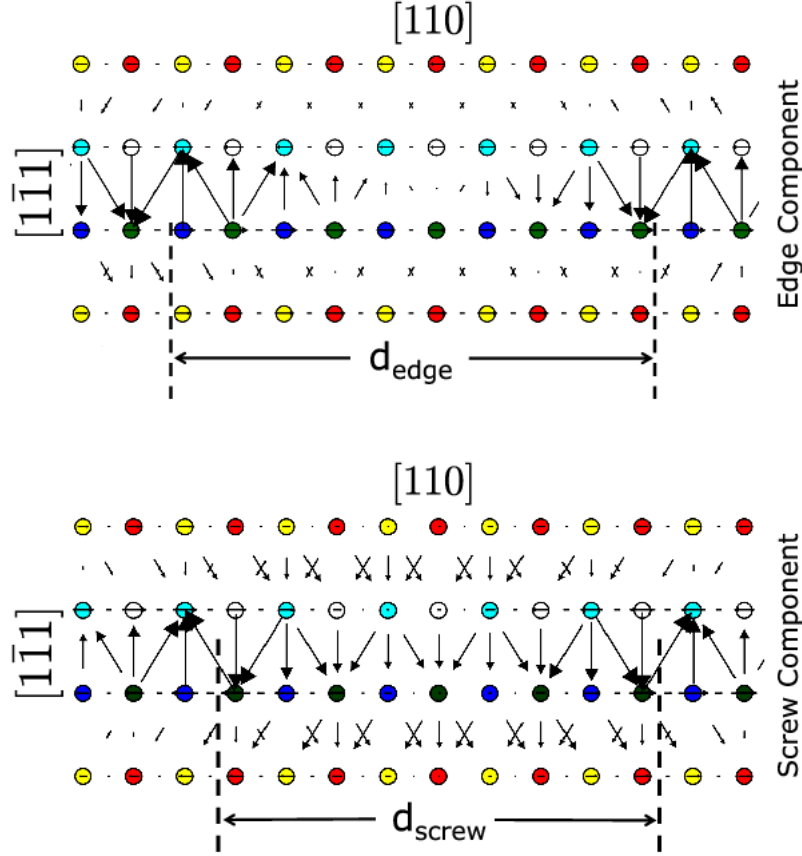 [110]
[11̄1]
Edge Component
d_edge
[110]
[11̄1]
Screw Component
d_screw